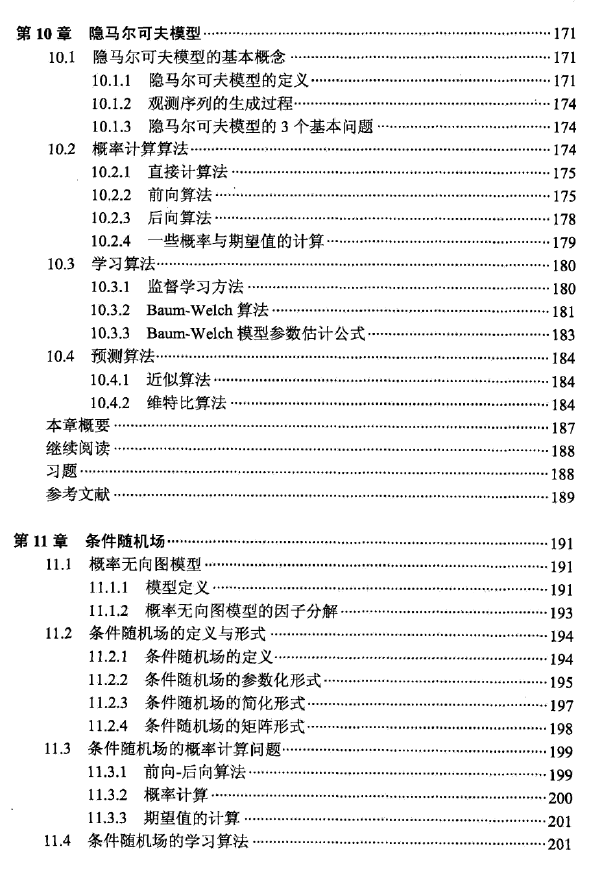 第10章 隐马尔可夫模型……171
10.1 隐马尔可夫模型的基本概念……171
10.1.1 隐马尔可夫模型的定义……171
10.1.2 观测序列的生成过程……174
10.1.3 隐马尔可夫模型的3个基本问题……174
10.2 概率计算算法……174
10.2.1 直接计算法……175
10.2.2 前向算法……175
10.2.3 后向算法……178
10.2.4 一些概率与期望值的计算……179
10.3 学习算法……180
10.3.1 监督学习方法……180
10.3.2 Baum-Welch算法……181
10.3.3 Baum-Welch模型参数估计公式……183
10.4 预测算法……184
10.4.1 近似算法……184
10.4.2 维特比算法……184
本章概要……187
继续阅读……188
习题……188
参考文献……189
第11章 条件随机场……191
11.1 概率无向图模型……191
11.1.1 模型定义……191
11.1.2 概率无向图模型的因子分解……193
11.2 条件随机场的定义与形式……194
11.2.1 条件随机场的定义……194
11.2.2 条件随机场的参数化形式……195
11.2.3 条件随机场的简化形式……197
11.2.4 条件随机场的矩阵形式……198
11.3 条件随机场的概率计算问题……199
11.3.1 前向-后向算法……199
11.3.2 概率计算……200
11.3.3 期望值的计算……201
11.4 条件随机场的学习算法……201